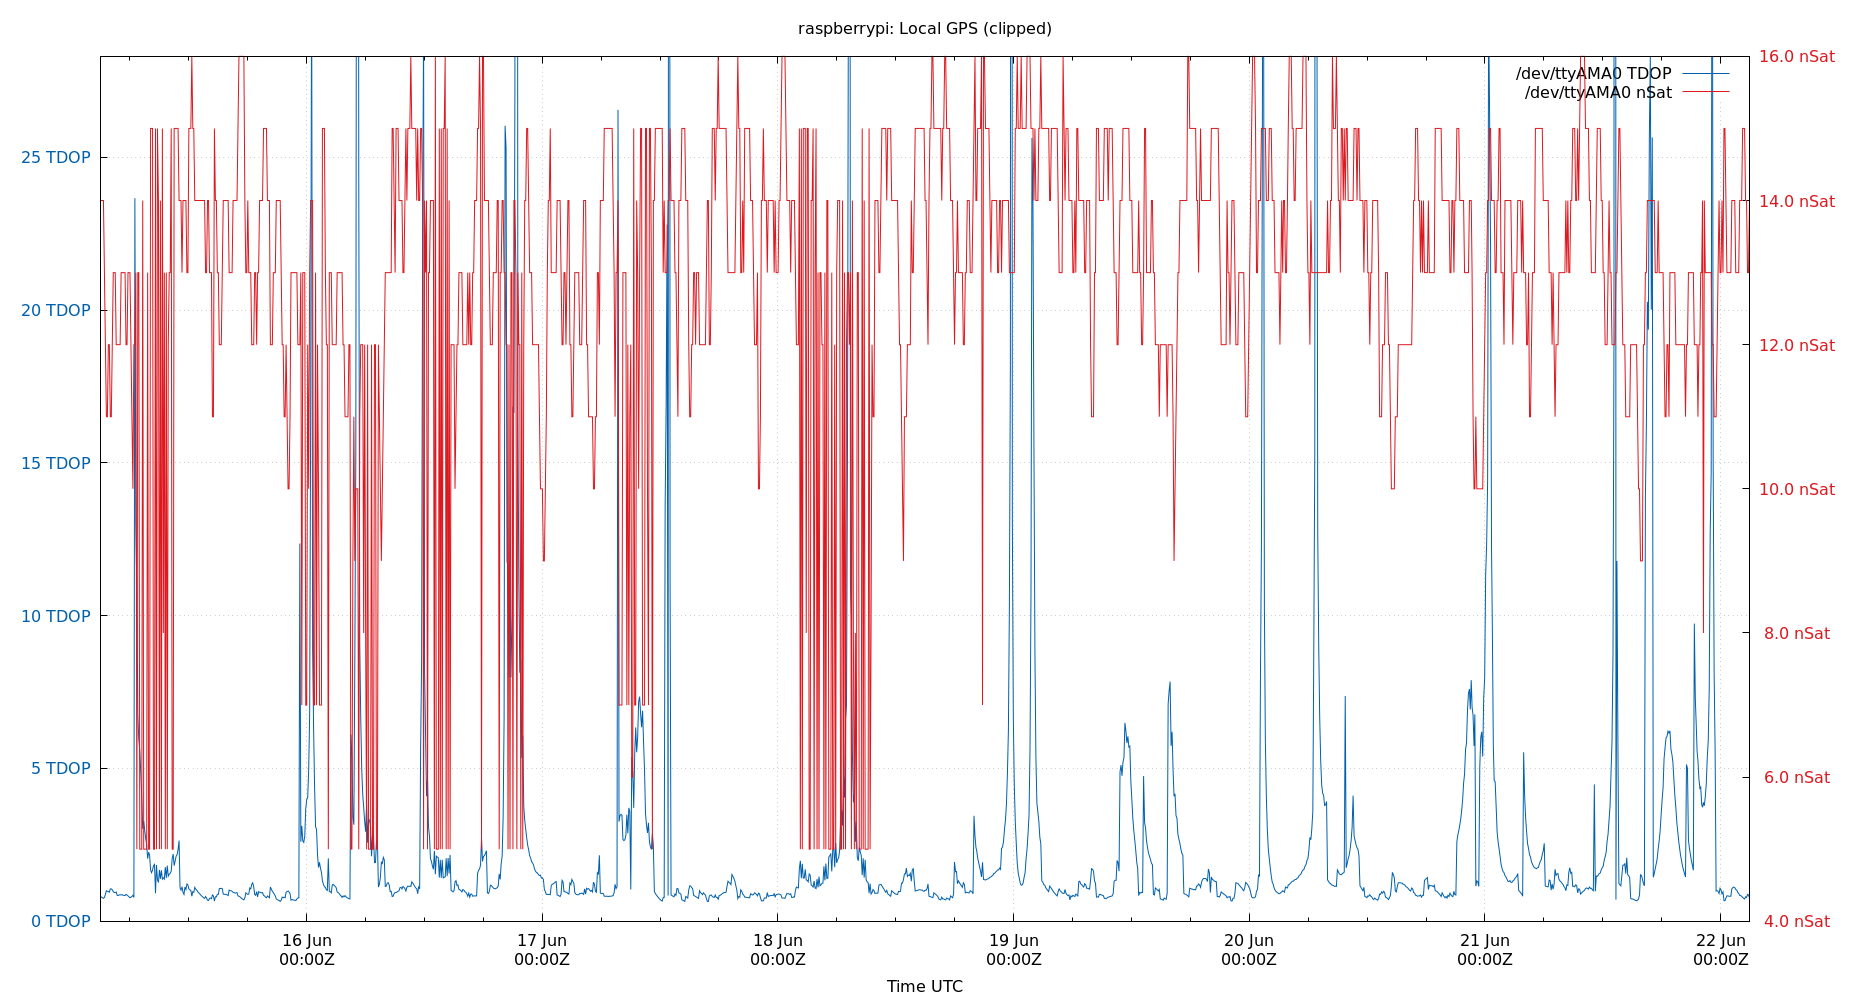 raspberrypi: Local GPS (clipped)
16.0 nSat
/dev/ttyAMA0 TDOP
/dev/ttyAMA0 nSat
25 TDOP
14.0 nSat
20 TDOP
12.0 nSat
15 TDOP
10.0 nSat
10 TDOP
8.0 nSat
5 TDOP
6.0 nSat
0 TDOP
4.0 nSat
16 Jun 17 Jun 18 Jun 19 Jun 20 Jun 21 Jun 22 Jun
00:00Z 00:00Z 00:00Z 00:00Z 00:00Z 00:00Z 00:00Z
Time UTC